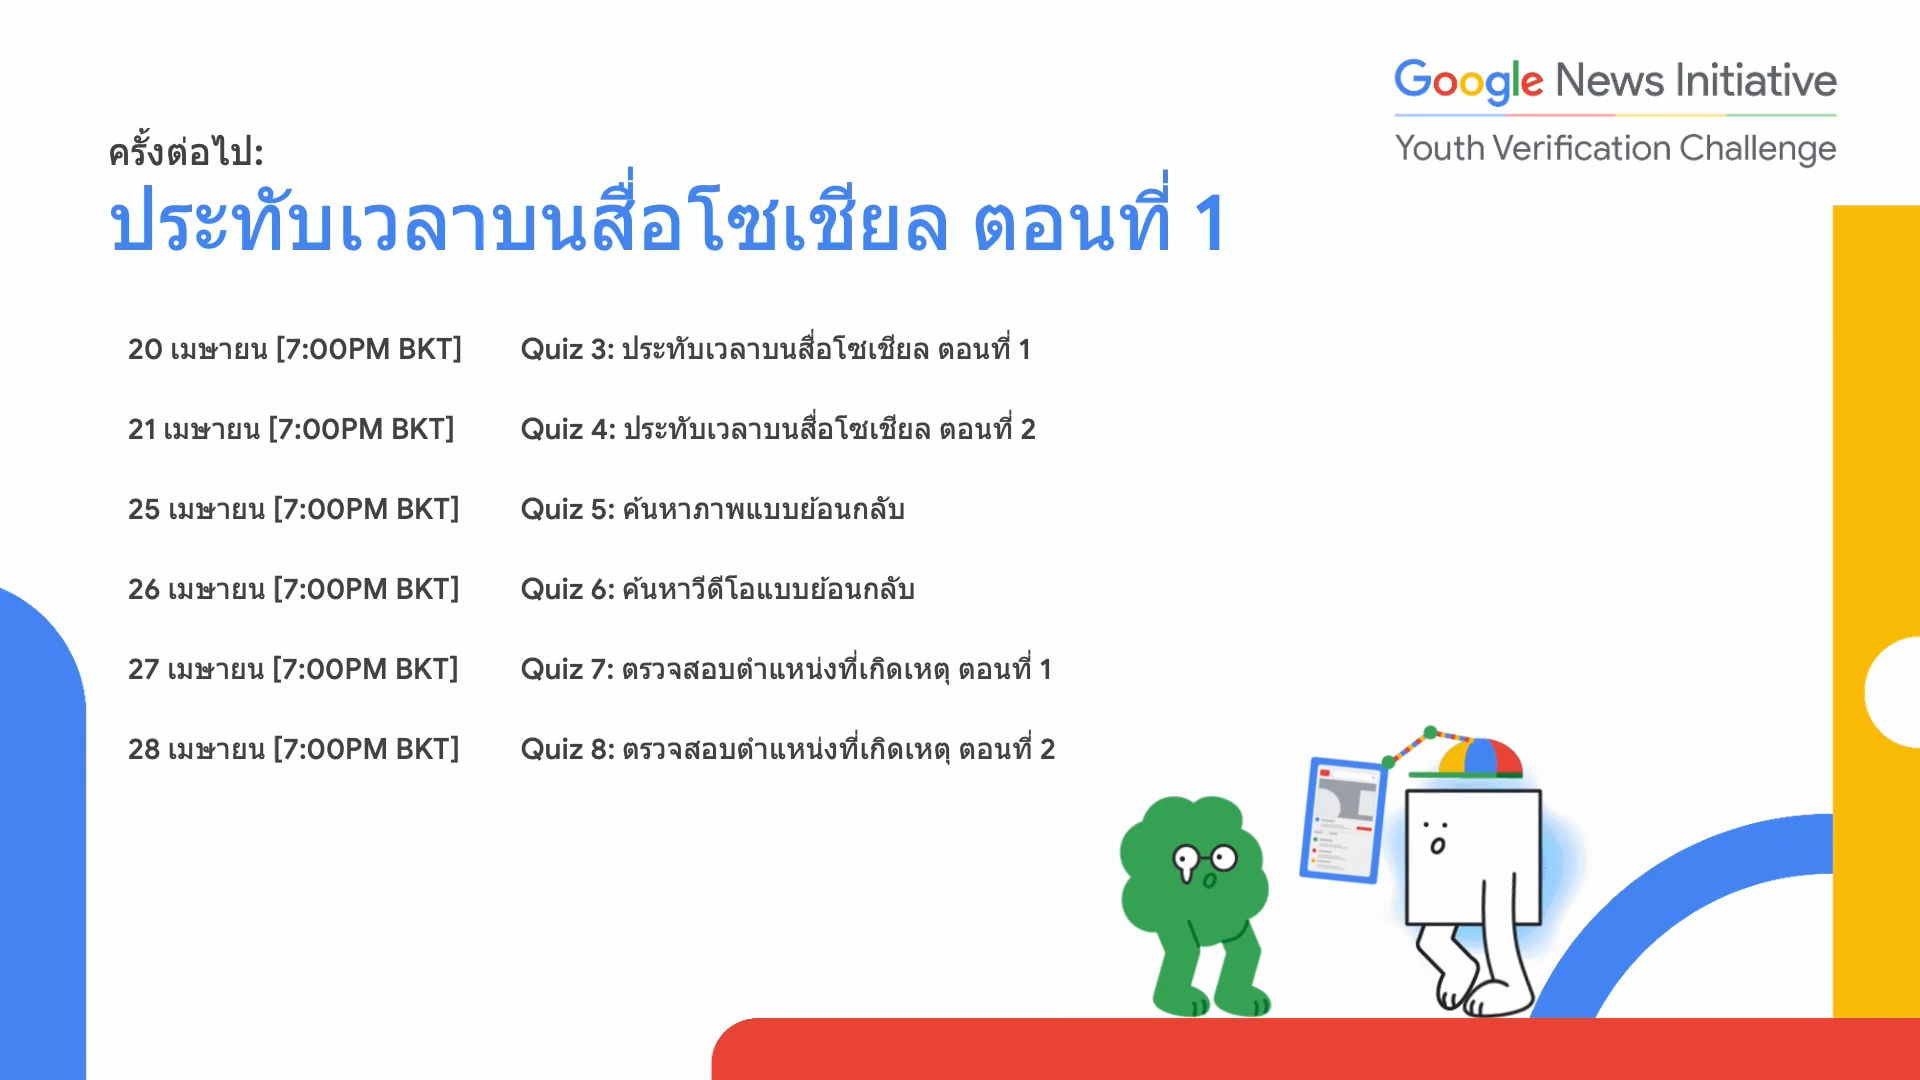 Google News Initiative
Youth Verification Challenge
ครั้งต่อไป:
ประทับเวลาบนสื่อโซเชียล ตอนที่ 1
20 เมษายน [7:00PM BKT] Quiz 3: ประทับเวลาบนสื่อโซเชียล ตอนที่ 1
21 เมษายน [7:00PM BKT] Quiz 4: ประทับเวลาบนสื่อโซเชียล ตอนที่ 2
25 เมษายน [7:00PM BKT] Quiz 5: ค้นหาภาพแบบย้อนกลับ
26 เมษายน [7:00PM BKT] Quiz 6: ค้นหาวีดีโอแบบย้อนกลับ
27 เมษายน [7:00PM BKT] Quiz 7: ตรวจสอบตำแหน่งที่เกิดเหตุ ตอนที่ 1
28 เมษายน [7:00PM BKT] Quiz 8: ตรวจสอบตำแหน่งที่เกิดเหตุ ตอนที่ 2